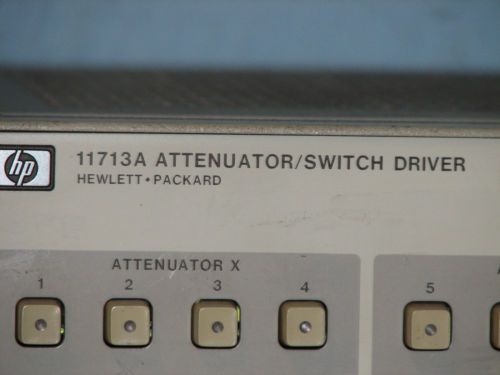 hp
11713A ATTENUATOR/SWITCH DRIVER
HEWLETT•PACKARD
ATTENUATOR X
1 2 3 4 5